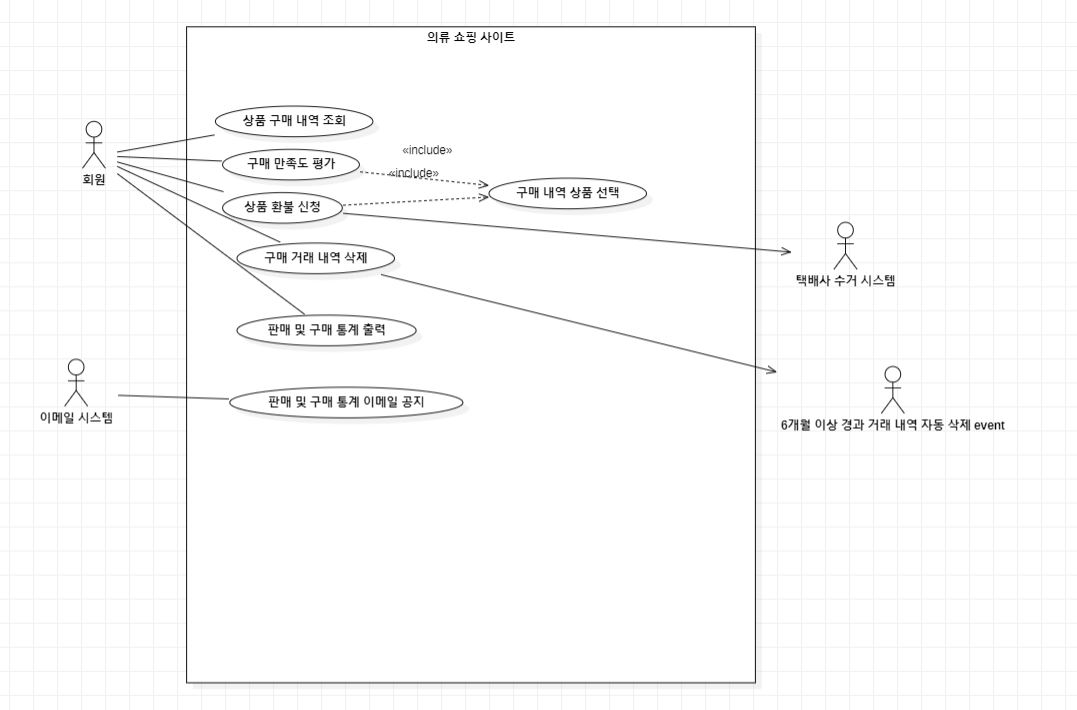 의류 쇼핑 사이트
상품 구매 내역 조회
구매 만족도 평가
«include»
«include»
상품 환불 신청
구매 내역 상품 선택
회원
구매 거래 내역 삭제
택배사 수거 시스템
판매 및 구매 통계 출력
이메일 시스템
판매 및 구매 통계 이메일 공지
6개월 이상 경과 거래 내역 자동 삭제 event